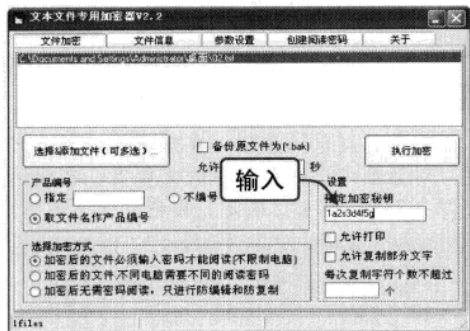 文本文件专用加密器V2.2
文件加密 文件信息 参数设置 创建阅读密码 关于
C:\Documents and Settings\Administrator\桌面\02.txt
选择&添加文件(可多选)...
备份原文件为(*.bak)
执行加密
允许
秒
输入
产品编号
指定
不编号
取文件名作产品编号
设置
指定加密秘钥
1a2s3d4f5g
允许打印
允许复制部分文字
每次复制字符个数不超过
个
选择加密方式
加密后的文件必须输入密码才能阅读(不限制电脑)
加密后的文件,不同电脑需要不同的阅读密码
加密后无需密码阅读,只进行防编辑和防复制
1files